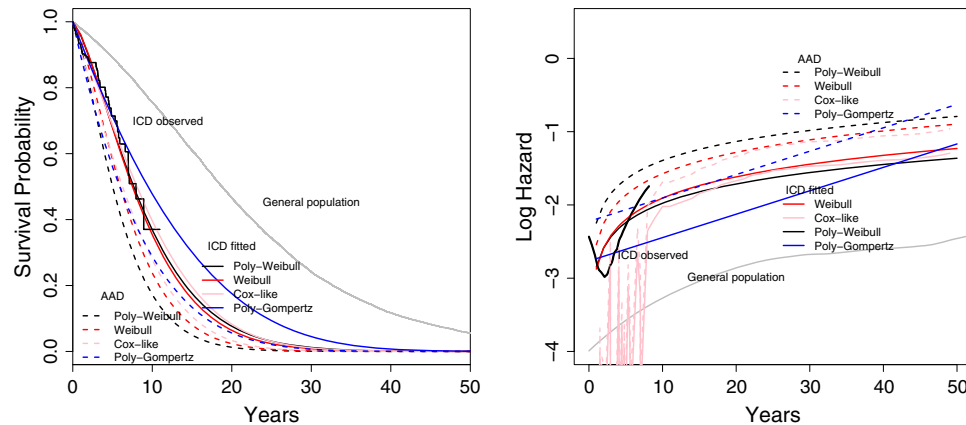 1.0
0.8
0.6
0.4
0.2
0.0
Survival Probability
ICD observed
General population
ICD fitted
Poly-Weibull
Weibull
Cox-like
Poly-Gompertz
AAD
Poly-Weibull
Weibull
Cox-like
Poly-Gompertz
0 10 20 30 40 50
Years
0
-1
-2
-3
-4
Log Hazard
AAD
Poly-Weibull
Weibull
Cox-like
Poly-Gompertz
ICD fitted
Weibull
Cox-like
Poly-Weibull
Poly-Gompertz
ICD observed
General population
0 10 20 30 40 50
Years